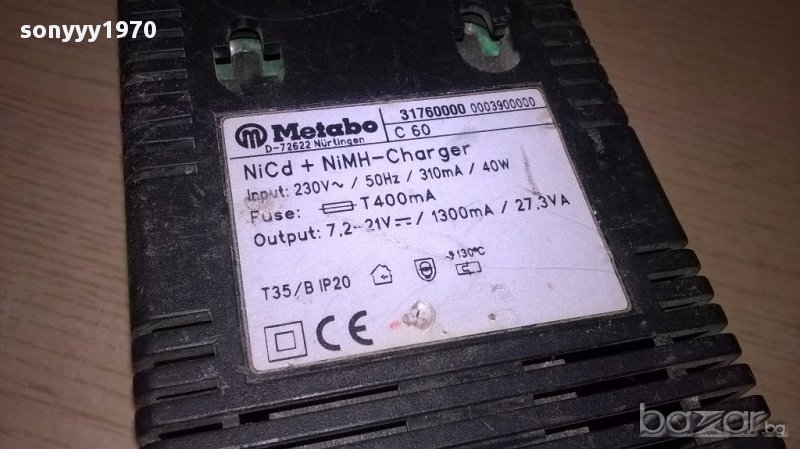 sonyyy1970
31760000 0003900000
Metabo
C 60
D-72622 Nürtingen
NiCd + NiMH-Charger
Input: 230V~ / 50Hz / 310mA / 40W
Fuse: T400mA
Output: 7,2-21V⎓ / 1300mA / 27,3VA
130°C
T35/B IP20
CE
bazar.bg